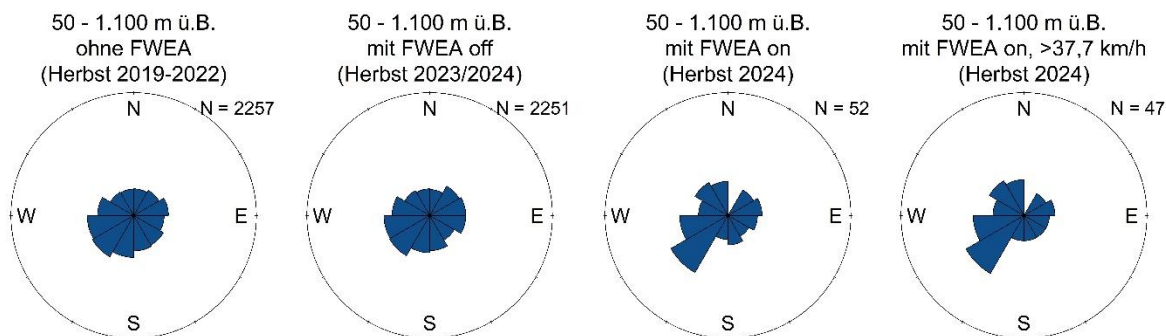 50 - 1.100 m ü.B.
ohne FWEA
(Herbst 2019-2022)
N = 2257
N
W
E
S
50 - 1.100 m ü.B.
mit FWEA off
(Herbst 2023/2024)
N = 2251
N
W
E
S
50 - 1.100 m ü.B.
mit FWEA on
(Herbst 2024)
N = 52
N
W
E
S
50 - 1.100 m ü.B.
mit FWEA on, >37,7 km/h
(Herbst 2024)
N = 47
N
W
E
S